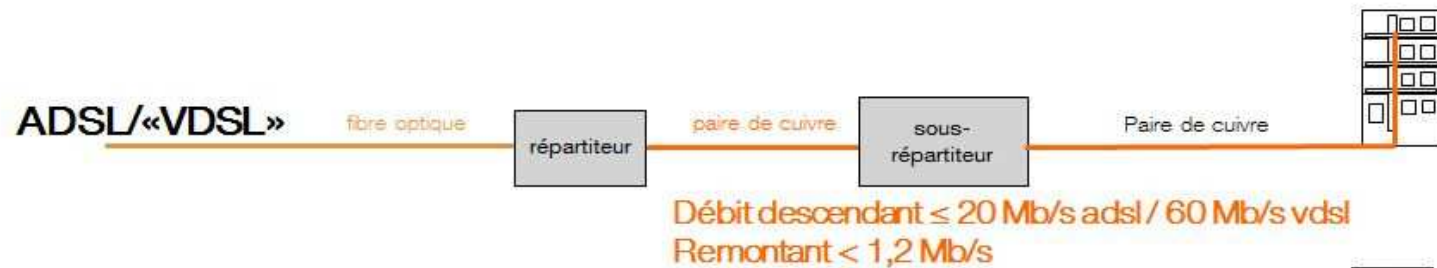 ADSL/«VDSL»
fibre optique
répartiteur
paire de cuivre
sous-
répartiteur
Paire de cuivre
Débit descendant ≤ 20 Mb/s adsl / 60 Mb/s vdsl
Remontant < 1,2 Mb/s